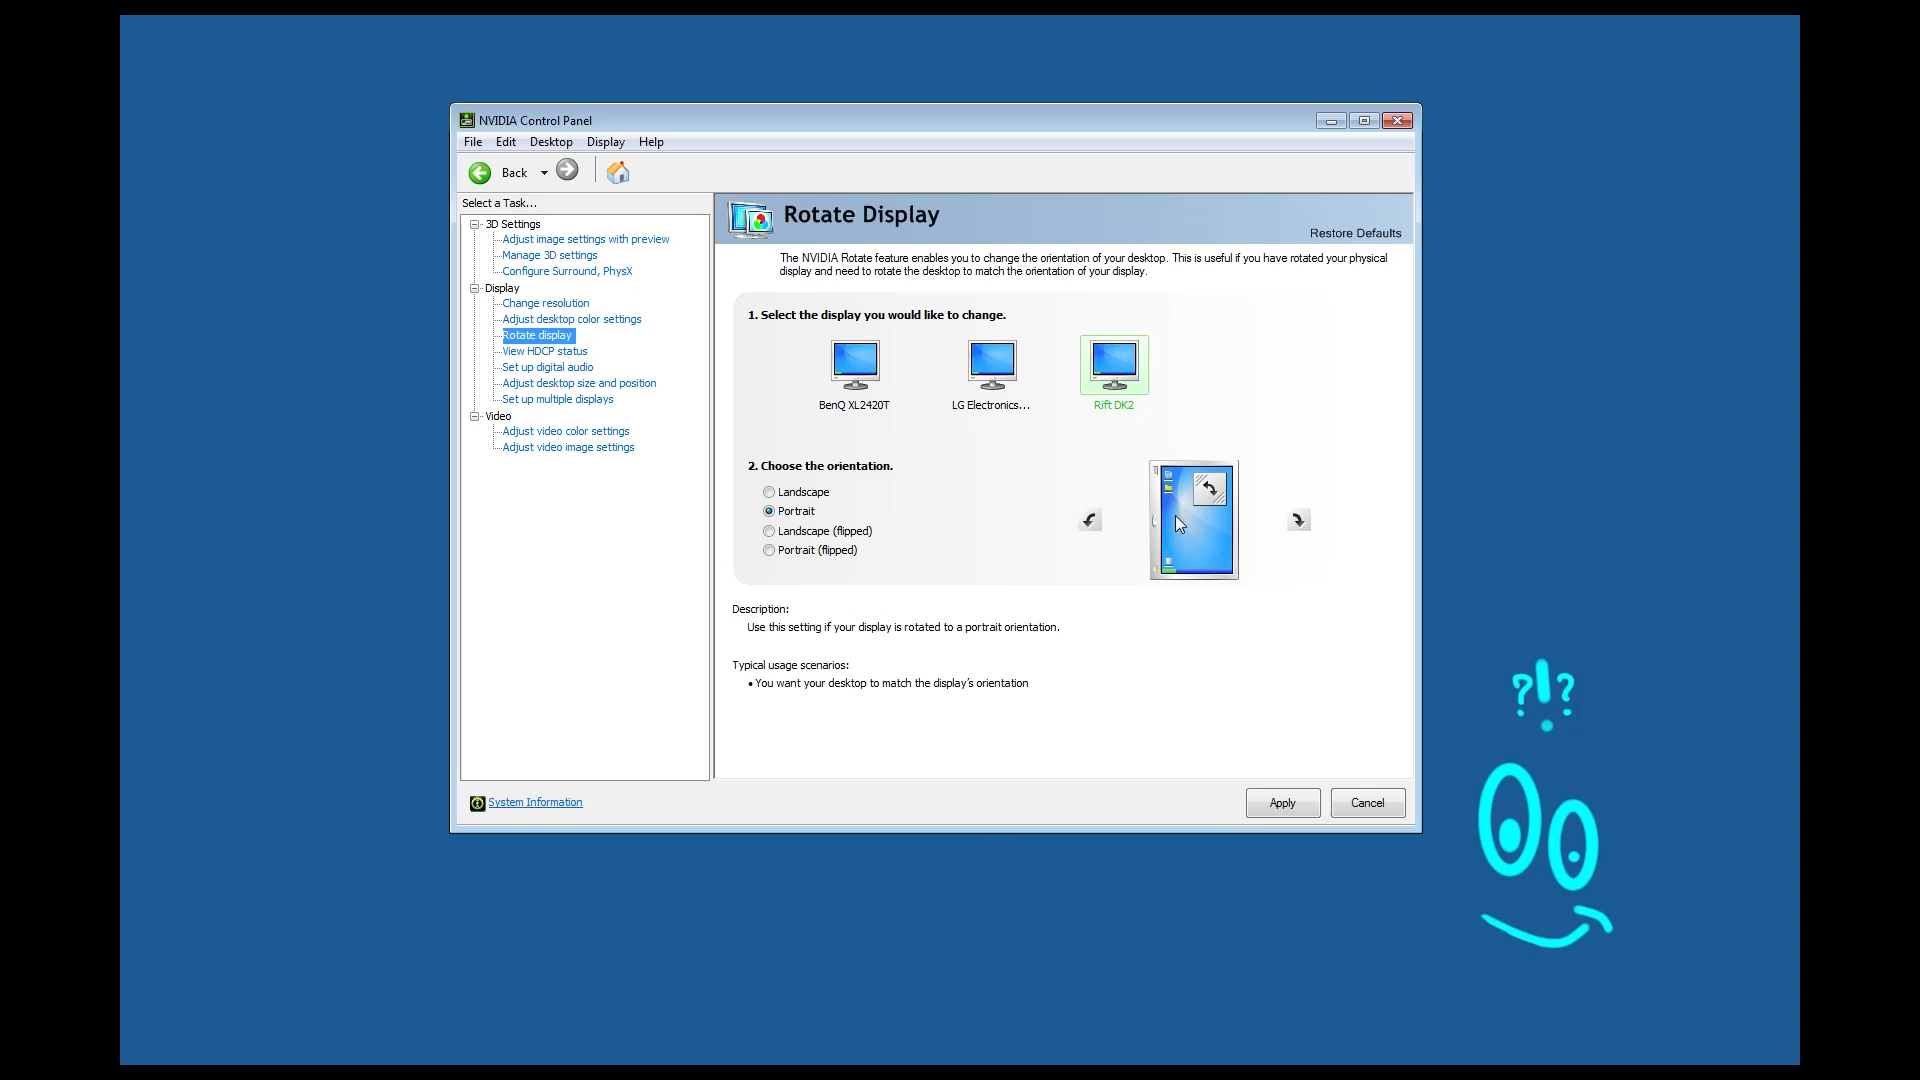 NVIDIA Control Panel
File Edit Desktop Display Help
Back
Select a Task...
3D Settings
Adjust image settings with preview
Manage 3D settings
Configure Surround, PhysX
Display
Change resolution
Adjust desktop color settings
Rotate display
View HDCP status
Set up digital audio
Adjust desktop size and position
Set up multiple displays
Video
Adjust video color settings
Adjust video image settings
System Information
Rotate Display
Restore Defaults
The NVIDIA Rotate feature enables you to change the orientation of your desktop. This is useful if you have rotated your physical
display and need to rotate the desktop to match the orientation of your display.
1. Select the display you would like to change.
BenQ XL2420T LG Electronics... Rift DK2
2. Choose the orientation.
Landscape
Portrait
Landscape (flipped)
Portrait (flipped)
Description:
Use this setting if your display is rotated to a portrait orientation.
Typical usage scenarios:
• You want your desktop to match the display's orientation
Apply Cancel
?!?